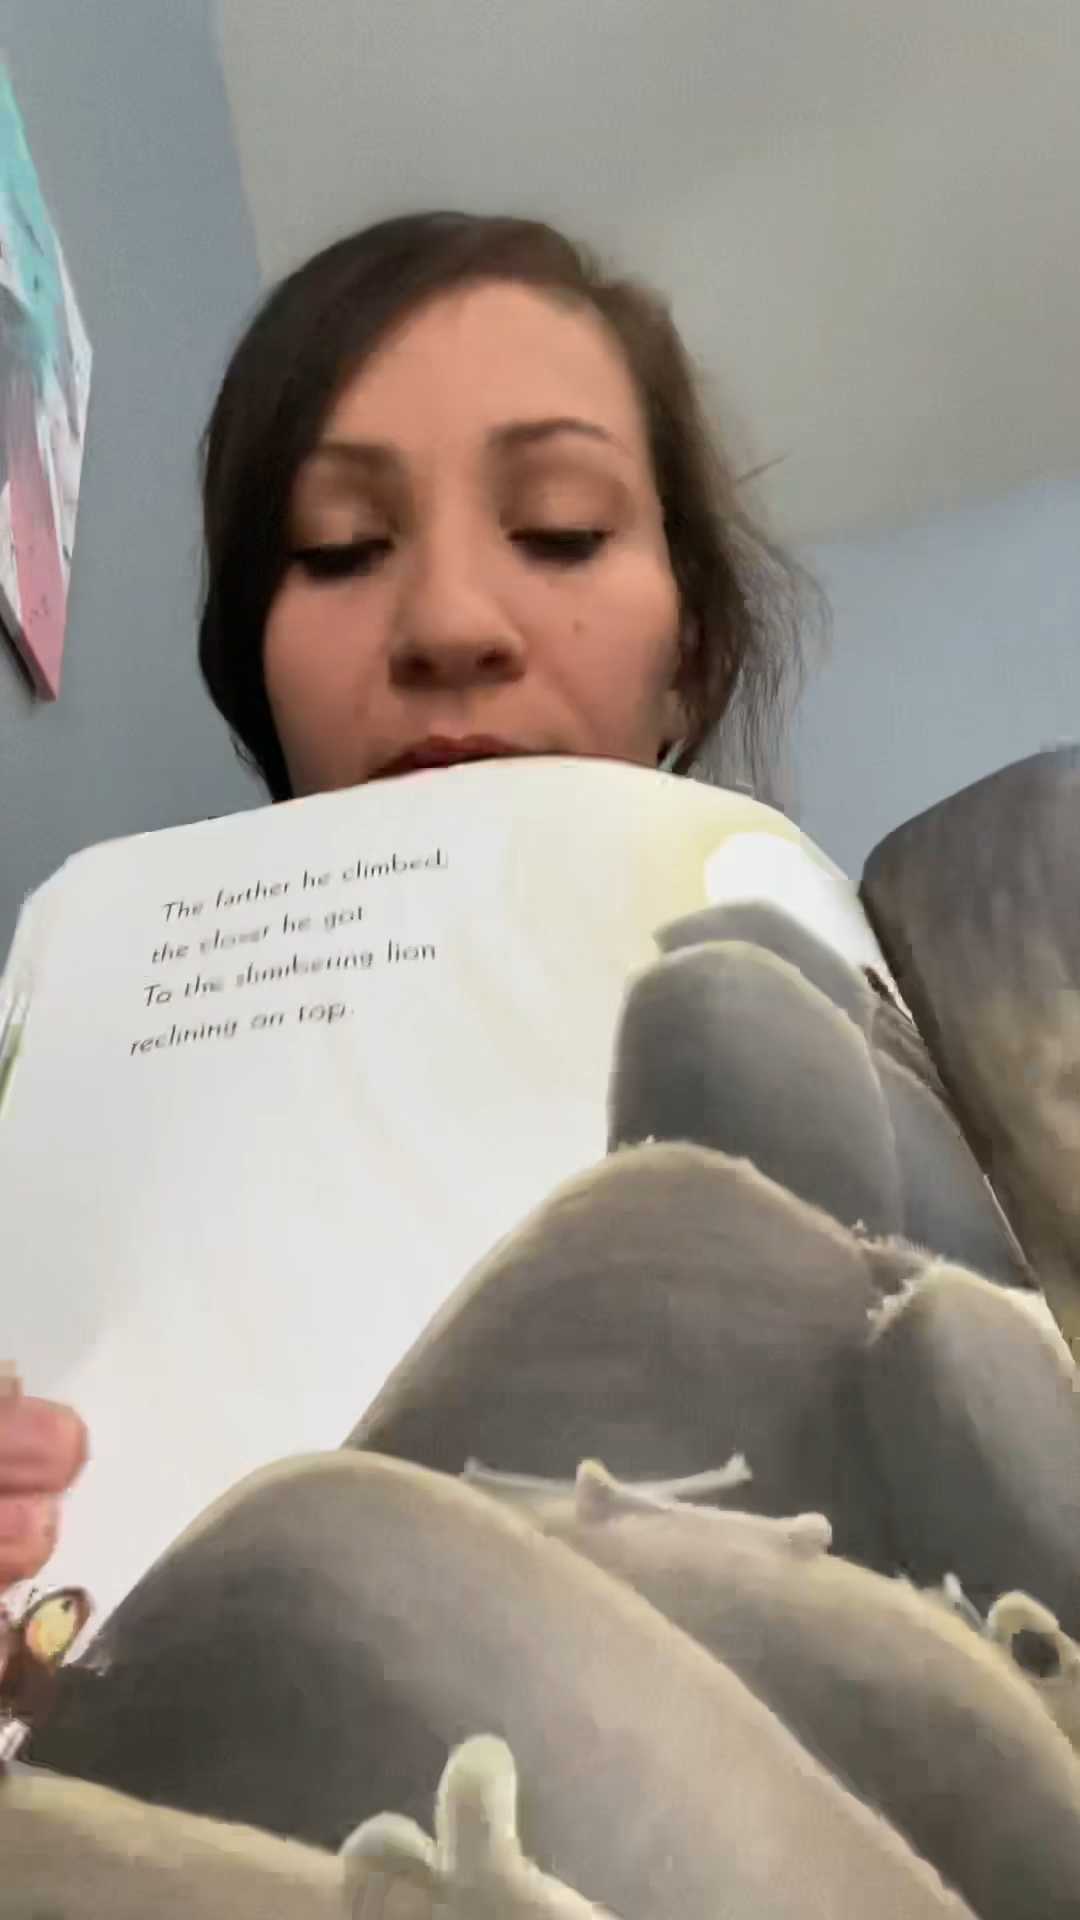 The farther he climbed,
the closer he got
To the slumbering lion
reclining on top.